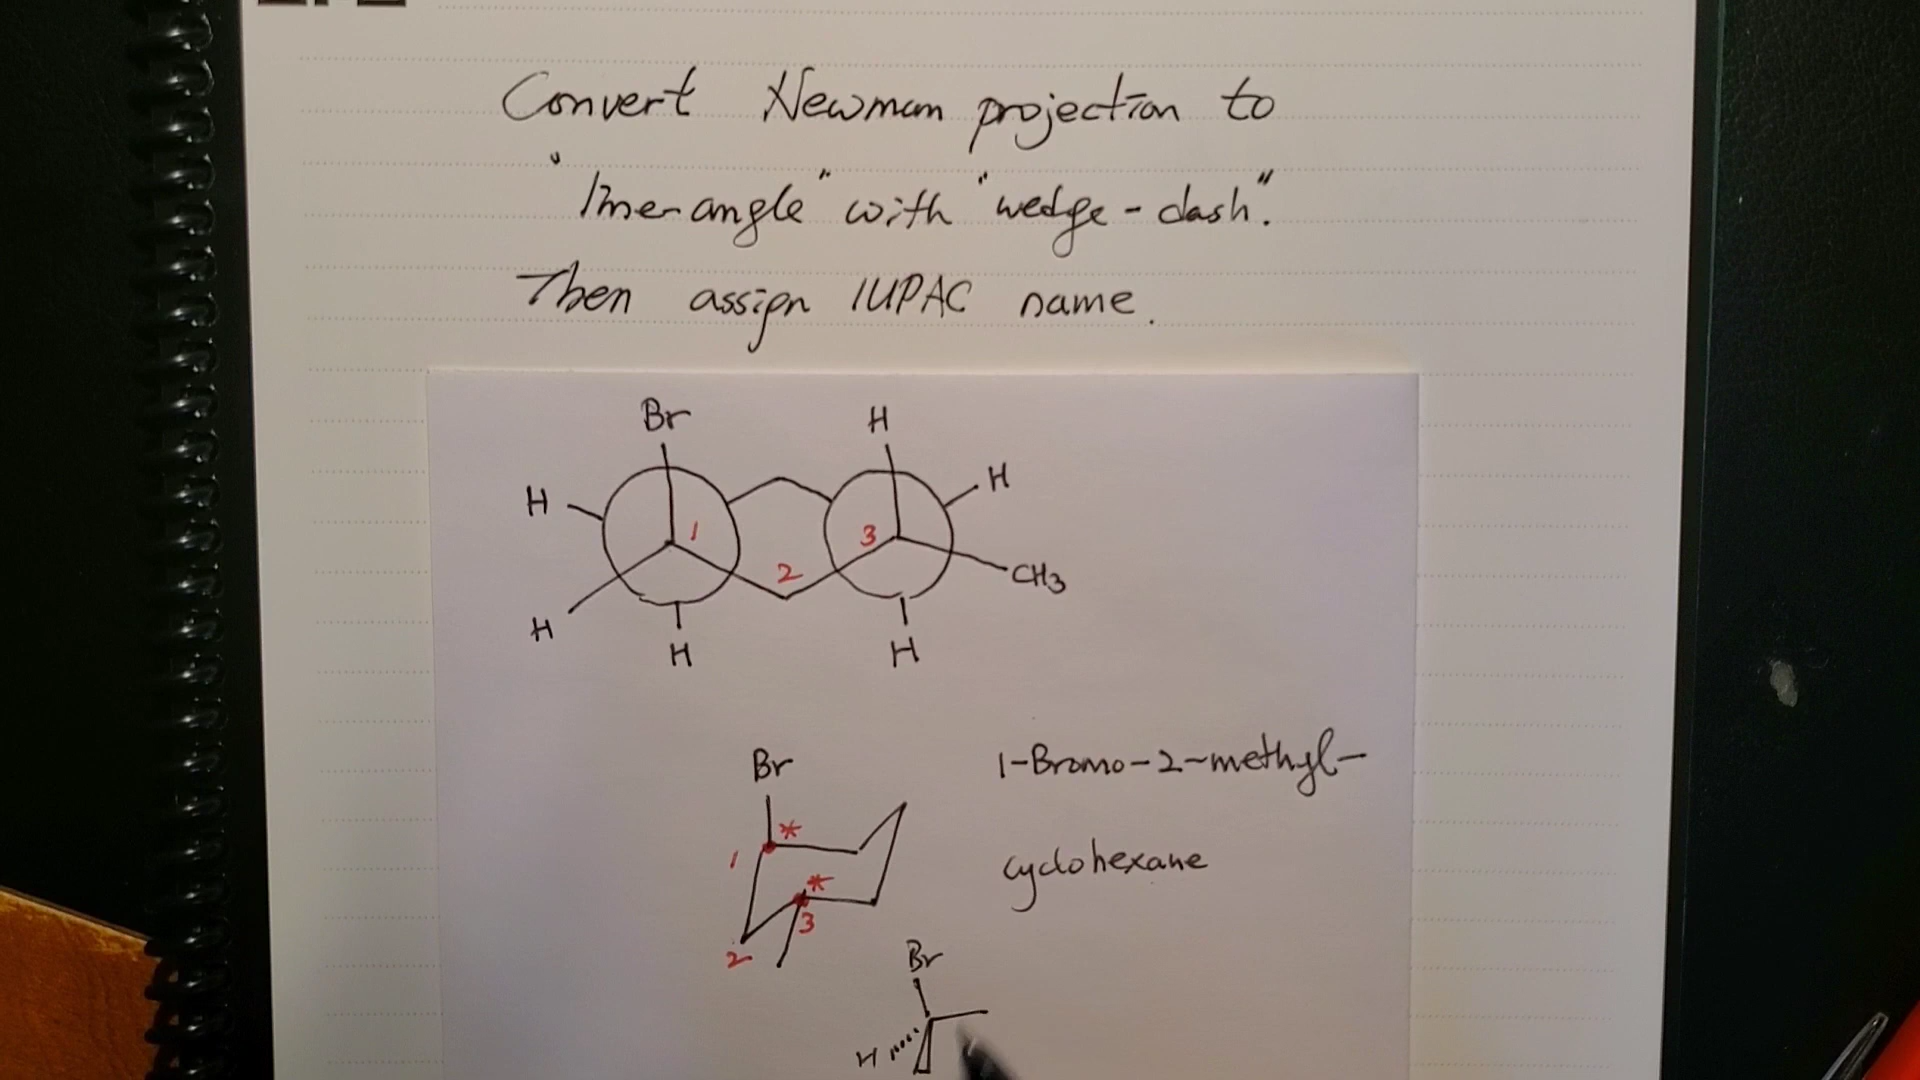 Convert Newman projection to
"line-angle" with "wedge-dash".
Then assign IUPAC name.
Br H
H H
1 3
2 CH3
H
H H
Br 1-Bromo-2-methyl-
*
1 cyclohexane
*
3
2
Br
H